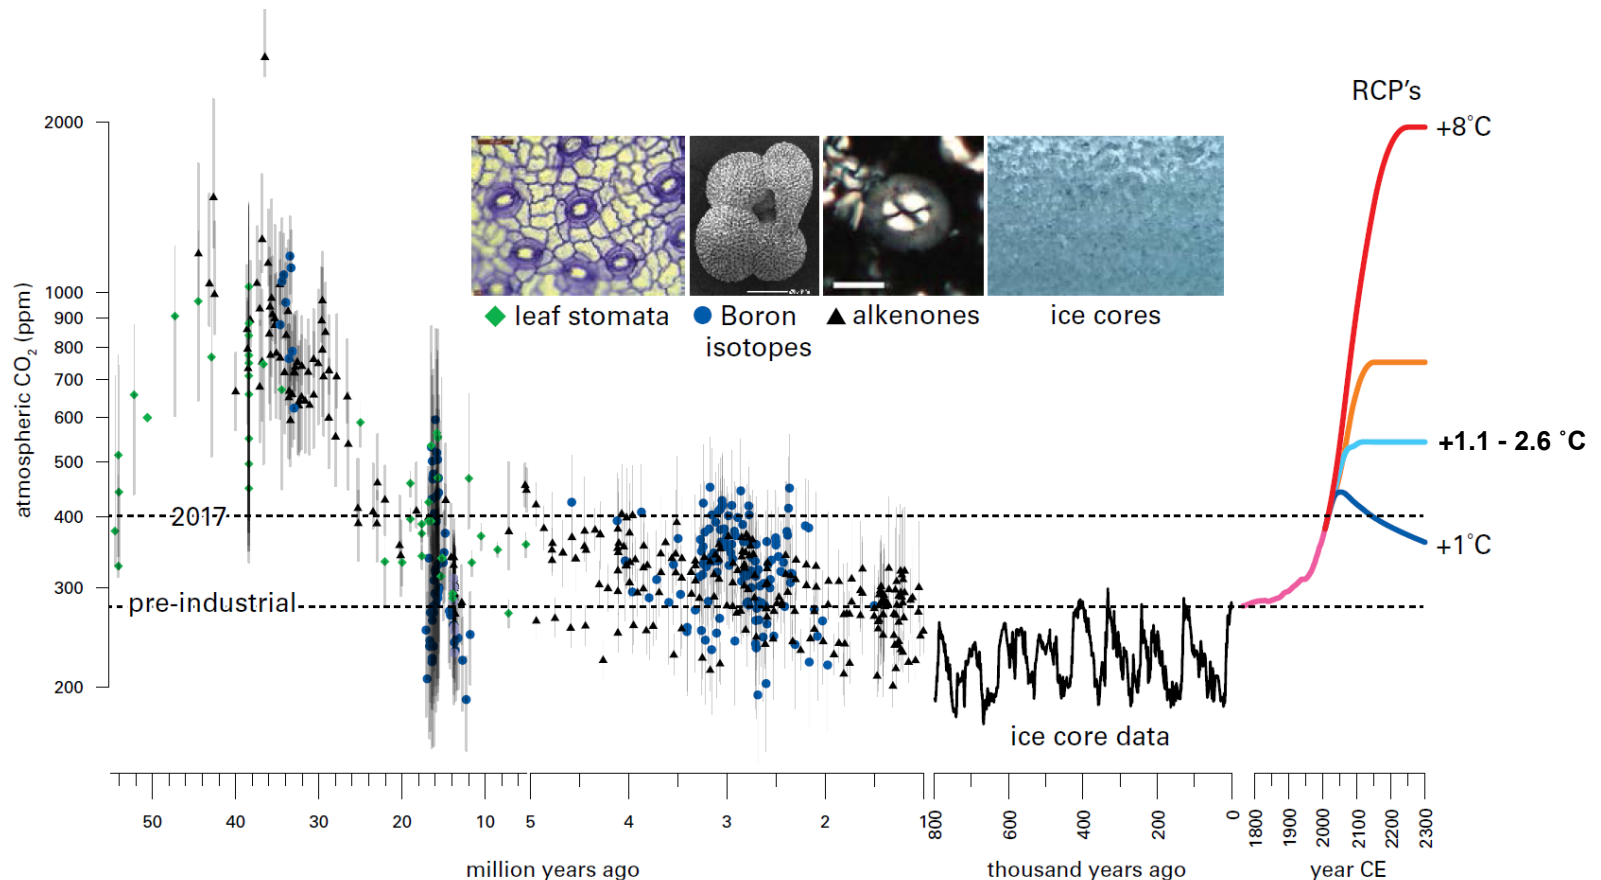 RCP's
2000
+8°C
1000
900
800
700
600
500
400
300
200
atmospheric CO2 (ppm)
leaf stomata
Boron
isotopes
alkenones
ice cores
+1.1 - 2.6 °C
2017
+1°C
pre-industrial
ice core data
50
40
30
20
10
5
4
3
2
1
800
600
400
200
0
1800
1900
2000
2100
2200
2300
million years ago
thousand years ago
year CE